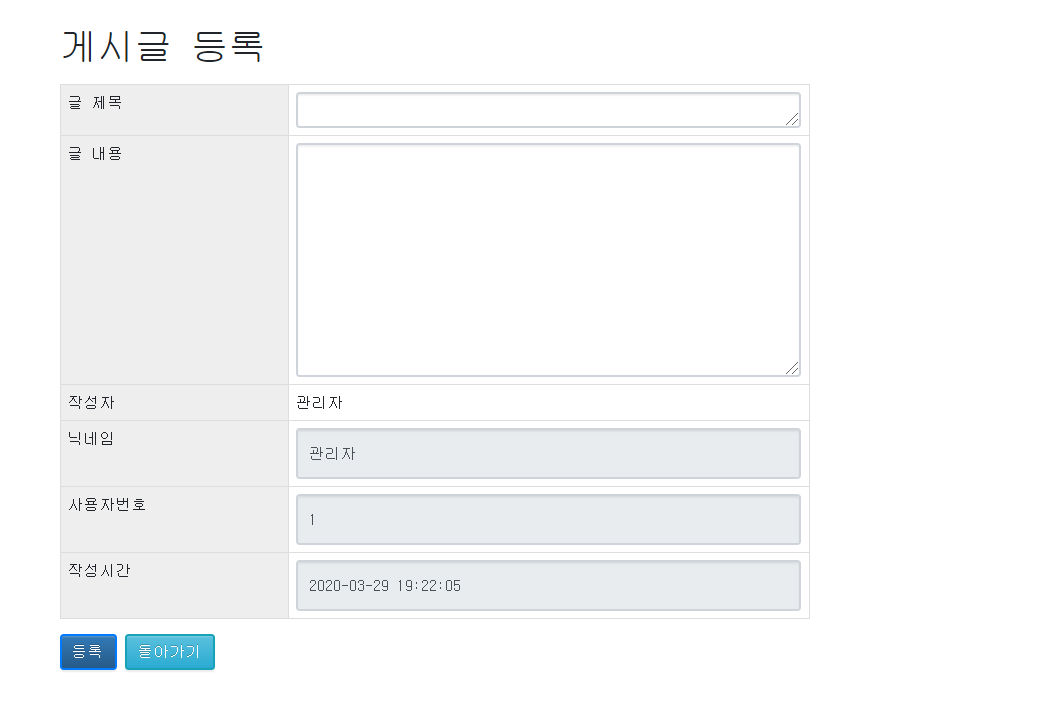 게시글 등록
글 제목
글 내용
작성자 관리자
닉네임 관리자
사용자번호 1
작성시간 2020-03-29 19:22:05
등록 돌아가기